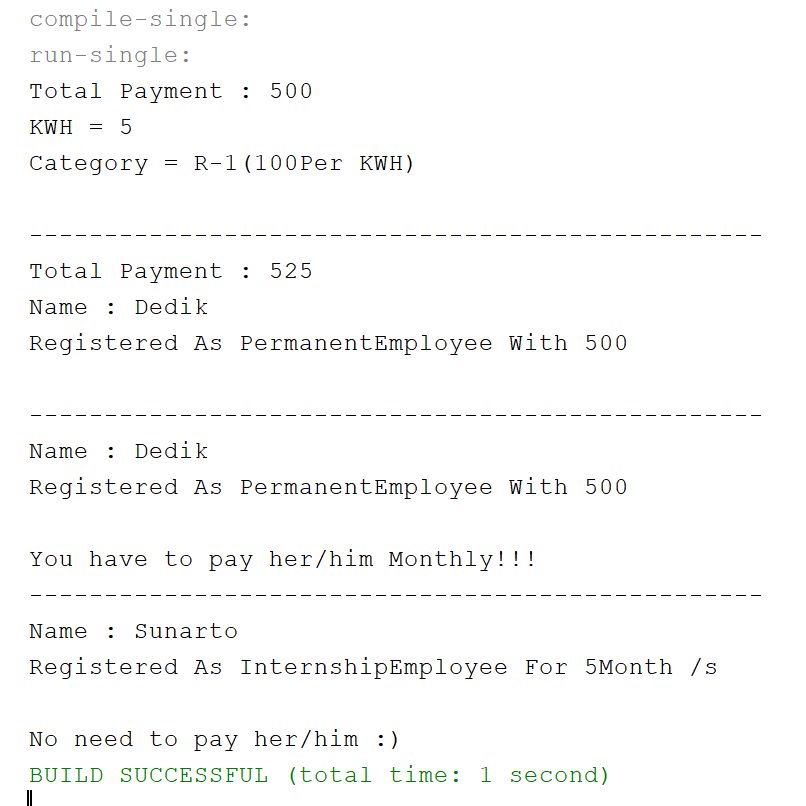 compile-single:
run-single:
Total Payment : 500
KWH = 5
Category = R-1(100Per KWH)
-------------------------------------------------
Total Payment : 525
Name : Dedik
Registered As PermanentEmployee With 500
-------------------------------------------------
Name : Dedik
Registered As PermanentEmployee With 500
You have to pay her/him Monthly!!!
-------------------------------------------------
Name : Sunarto
Registered As InternshipEmployee For 5Month /s
No need to pay her/him :)
BUILD SUCCESSFUL (total time: 1 second)